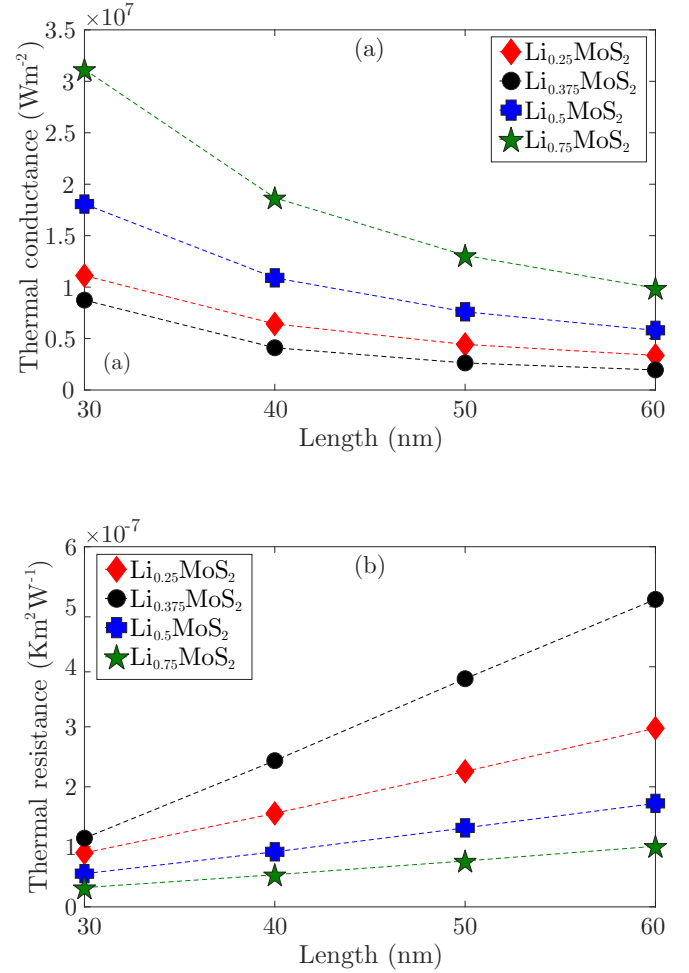 ×10⁷
3.5
3
2.5
2
1.5
1
0.5
0
Thermal conductance (Wm⁻²)
(a)
Li₀.₂₅MoS₂
Li₀.₃₇₅MoS₂
Li₀.₅MoS₂
Li₀.₇₅MoS₂
(a)
30 40 50 60
Length (nm)
×10⁻⁷
6
5
4
3
2
1
0
Thermal resistance (Km²W⁻¹)
(b)
Li₀.₂₅MoS₂
Li₀.₃₇₅MoS₂
Li₀.₅MoS₂
Li₀.₇₅MoS₂
30 40 50 60
Length (nm)